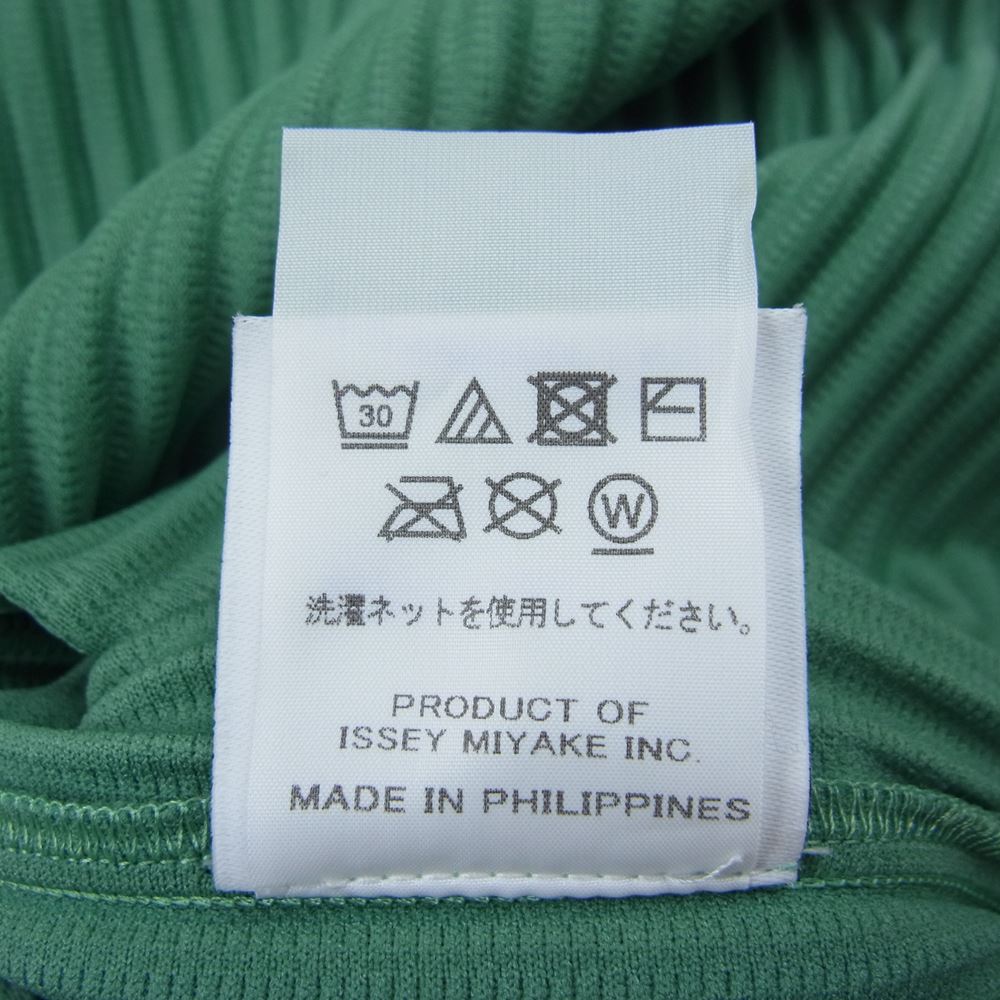 30
W
洗濯ネットを使用してください。
PRODUCT OF
ISSEY MIYAKE INC.
MADE IN PHILIPPINES